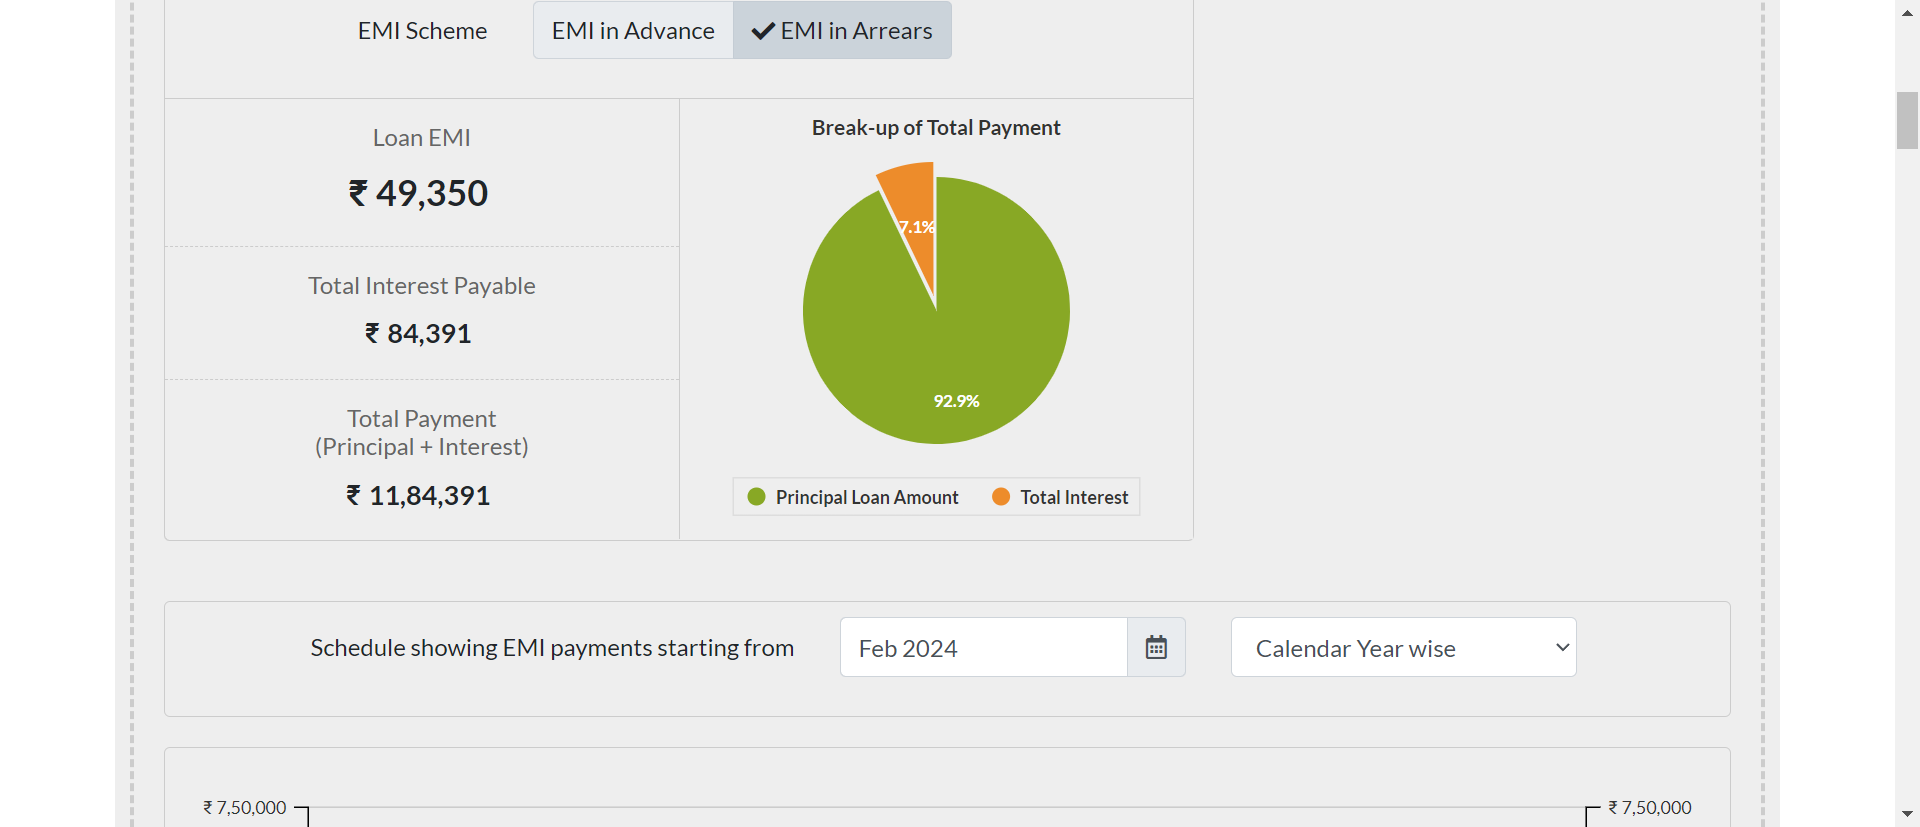 EMI Scheme
EMI in Advance
EMI in Arrears
Loan EMI
₹ 49,350
Total Interest Payable
₹ 84,391
Total Payment
(Principal + Interest)
₹ 11,84,391
Break-up of Total Payment
7.1%
92.9%
Principal Loan Amount
Total Interest
Schedule showing EMI payments starting from
Feb 2024
Calendar Year wise
₹ 7,50,000
₹ 7,50,000